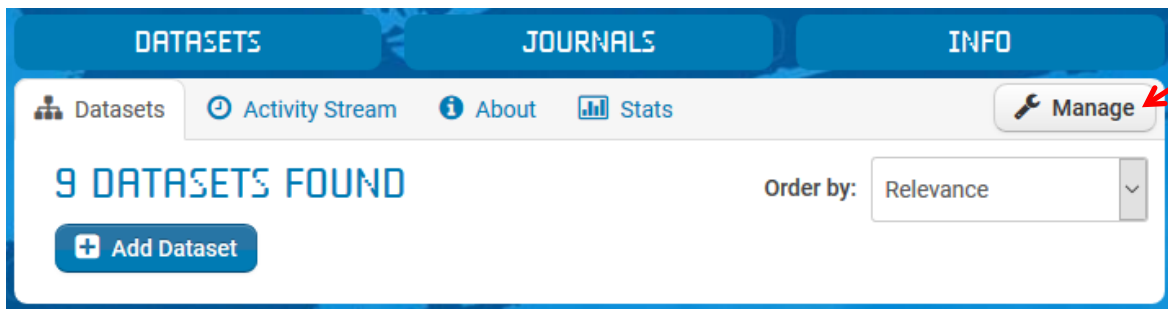 DATASETS JOURNALS INFO
Datasets Activity Stream About Stats Manage
9 DATASETS FOUND Order by: Relevance
Add Dataset